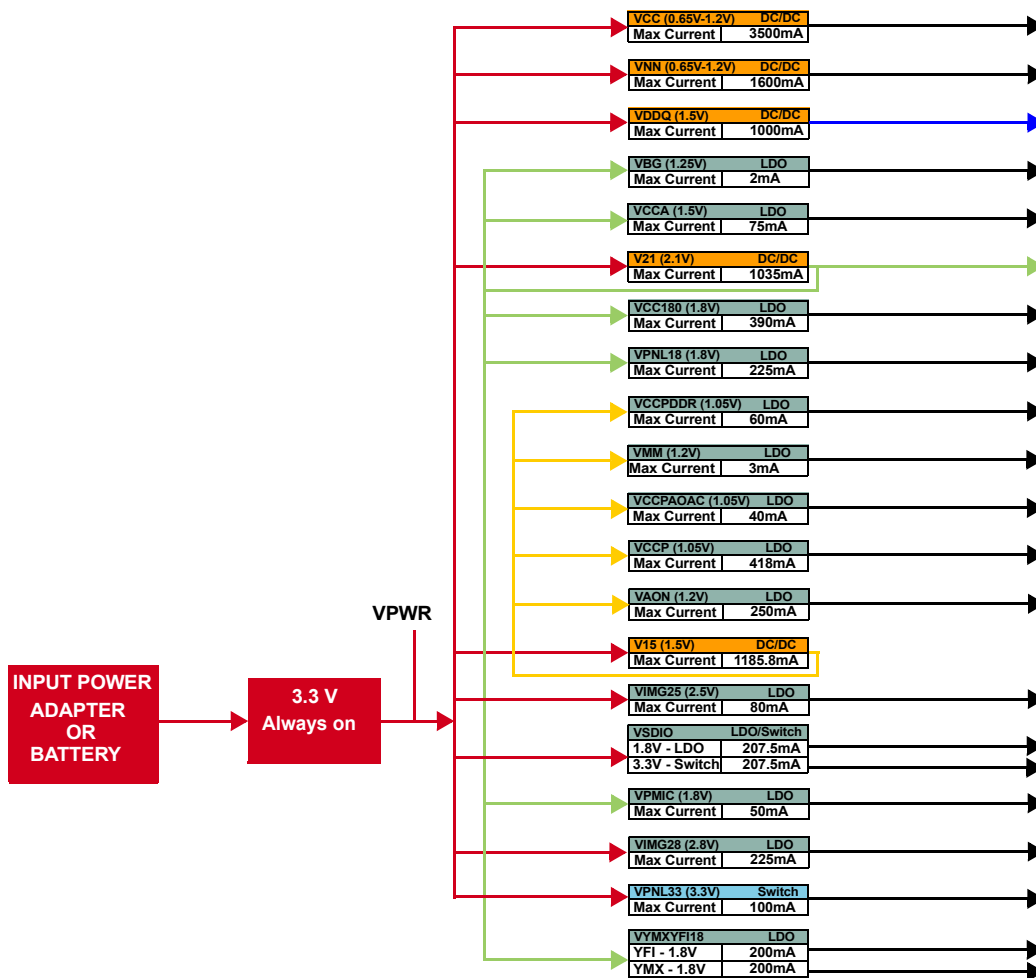 VCC (0.65V-1.2V) DC/DC
Max Current 3500mA
VNN (0.65V-1.2V) DC/DC
Max Current 1600mA
VDDQ (1.5V) DC/DC
Max Current 1000mA
VBG (1.25V) LDO
Max Current 2mA
VCCA (1.5V) LDO
Max Current 75mA
V21 (2.1V) DC/DC
Max Current 1035mA
VCC180 (1.8V) LDO
Max Current 390mA
VPNL18 (1.8V) LDO
Max Current 225mA
VCCPDDR (1.05V) LDO
Max Current 60mA
VMM (1.2V) LDO
Max Current 3mA
VCCPAOAC (1.05V) LDO
Max Current 40mA
VCCP (1.05V) LDO
Max Current 418mA
VAON (1.2V) LDO
Max Current 250mA
VPWR
V15 (1.5V) DC/DC
Max Current 1185.8mA
INPUT POWER
ADAPTER
OR
BATTERY
3.3 V
Always on
VIMG25 (2.5V) LDO
Max Current 80mA
VSDIO LDO/Switch
1.8V - LDO 207.5mA
3.3V - Switch 207.5mA
VPMIC (1.8V) LDO
Max Current 50mA
VIMG28 (2.8V) LDO
Max Current 225mA
VPNL33 (3.3V) Switch
Max Current 100mA
VYMXYFI18 LDO
YFI - 1.8V 200mA
YMX - 1.8V 200mA